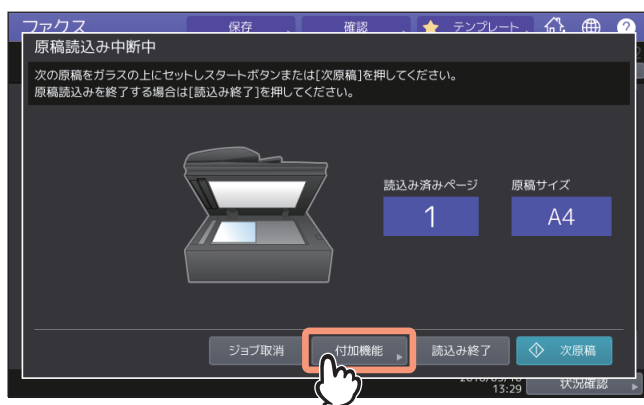 ファクス
保存
確認
テンプレート
?
原稿読込み中断中
次の原稿をガラスの上にセットしスタートボタンまたは[次原稿]を押してください。
原稿読込みを終了する場合は[読込み終了]を押してください。
読込み済みページ
原稿サイズ
1
A4
ジョブ取消
付加機能
読込み終了
次原稿
13:29
状況確認